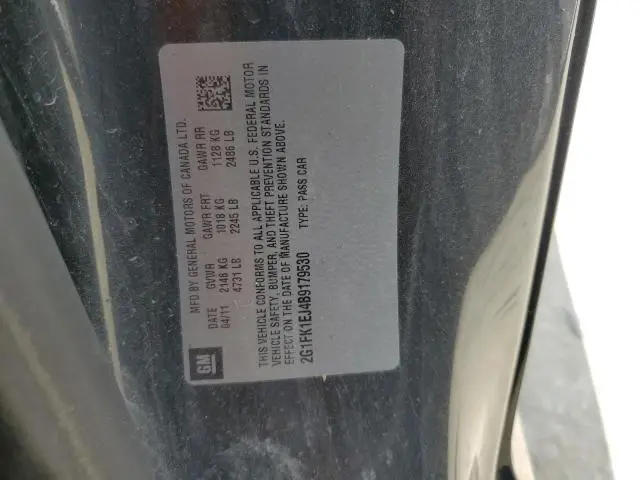 MFD BY GENERAL MOTORS OF CANADA LTD.
DATE GVWR GAWR FRT GAWR RR
04/11 2148 KG 1018 KG 1128 KG
4731 LB 2245 LB 2486 LB
THIS VEHICLE CONFORMS TO ALL APPLICABLE U.S. FEDERAL MOTOR
VEHICLE SAFETY, BUMPER, AND THEFT PREVENTION STANDARDS IN
EFFECT ON THE DATE OF MANUFACTURE SHOWN ABOVE.
2G1FK1EJ4B9179530 TYPE: PASS CAR
GM